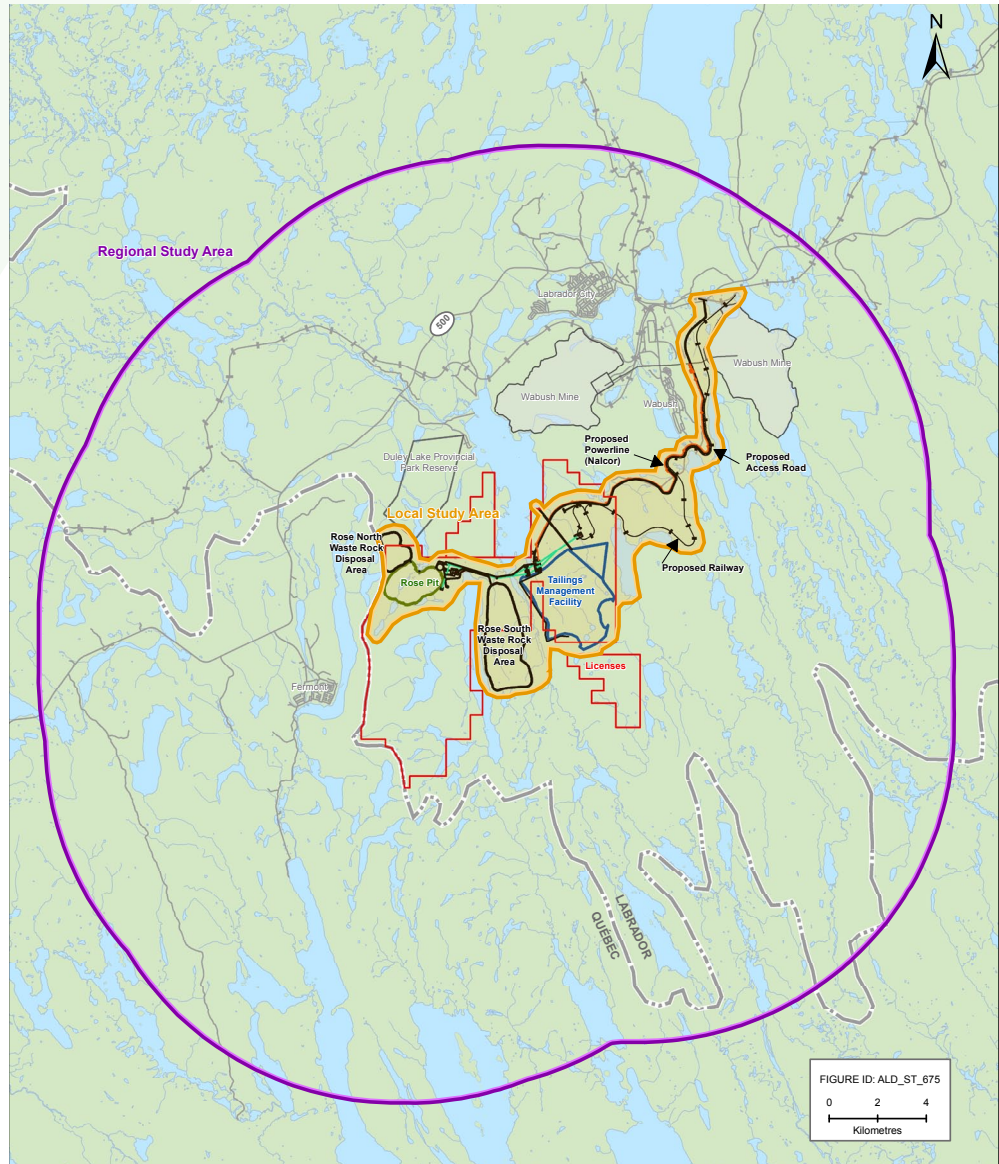 N
Regional Study Area
Labrador City
500
Wabush Mine
Wabush Mine
Wabush
Proposed
Powerline
(Nalcor)
Proposed
Access Road
Duley Lake Provincial
Park Reserve
Local Study Area
Rose North
Waste Rock
Disposal
Area
Rose Pit
Proposed Railway
Tailings
Management
Facility
Rose South
Waste Rock
Disposal
Area
Licenses
Fermont
LABRADOR
QUÉBEC
FIGURE ID: ALD_ST_675
0 2 4
Kilometres